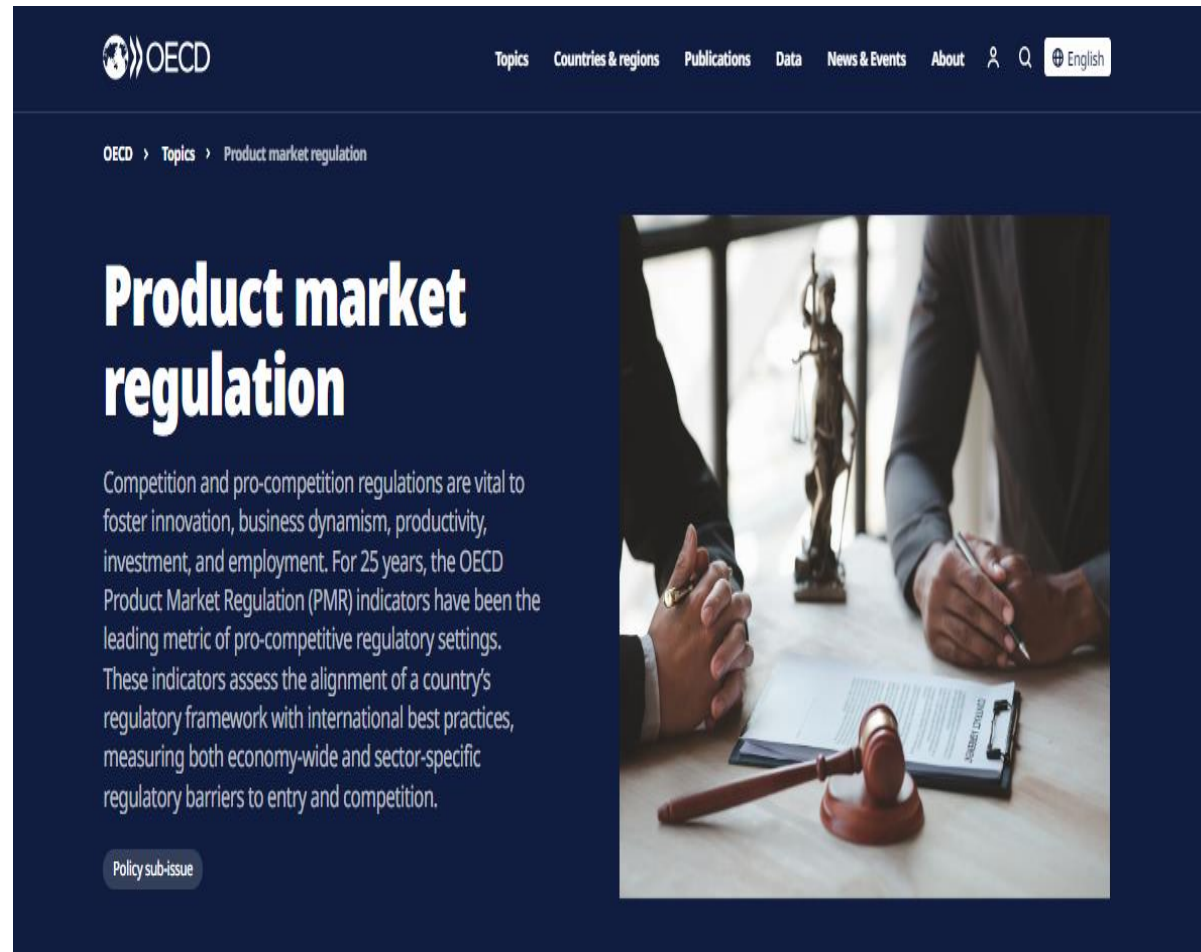 OECD
Topics Countries & regions Publications Data News & Events About English
OECD › Topics › Product market regulation
Product market
regulation
Competition and pro-competition regulations are vital to
foster innovation, business dynamism, productivity,
investment, and employment. For 25 years, the OECD
Product Market Regulation (PMR) indicators have been the
leading metric of pro-competitive regulatory settings.
These indicators assess the alignment of a country’s
regulatory framework with international best practices,
measuring both economy-wide and sector-specific
regulatory barriers to entry and competition.
Policy sub-issue
CONTRACT AGREEMENT